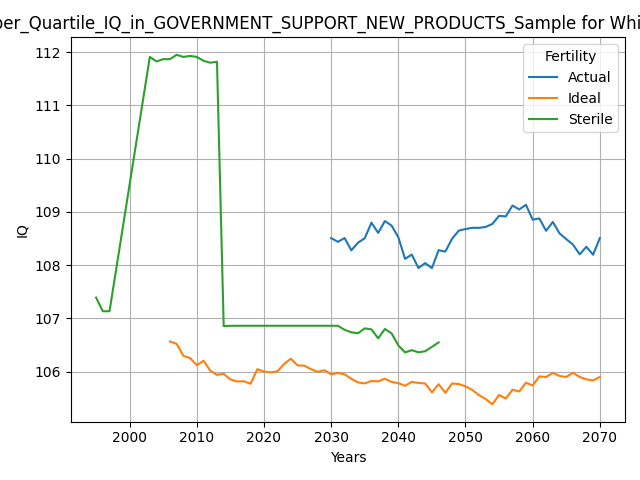 per_Quartile_IQ_in_GOVERNMENT_SUPPORT_NEW_PRODUCTS_Sample for Whi
Fertility
Actual
Ideal
Sterile
112
111
110
109
108
107
106
IQ
2000 2010 2020 2030 2040 2050 2060 2070
Years